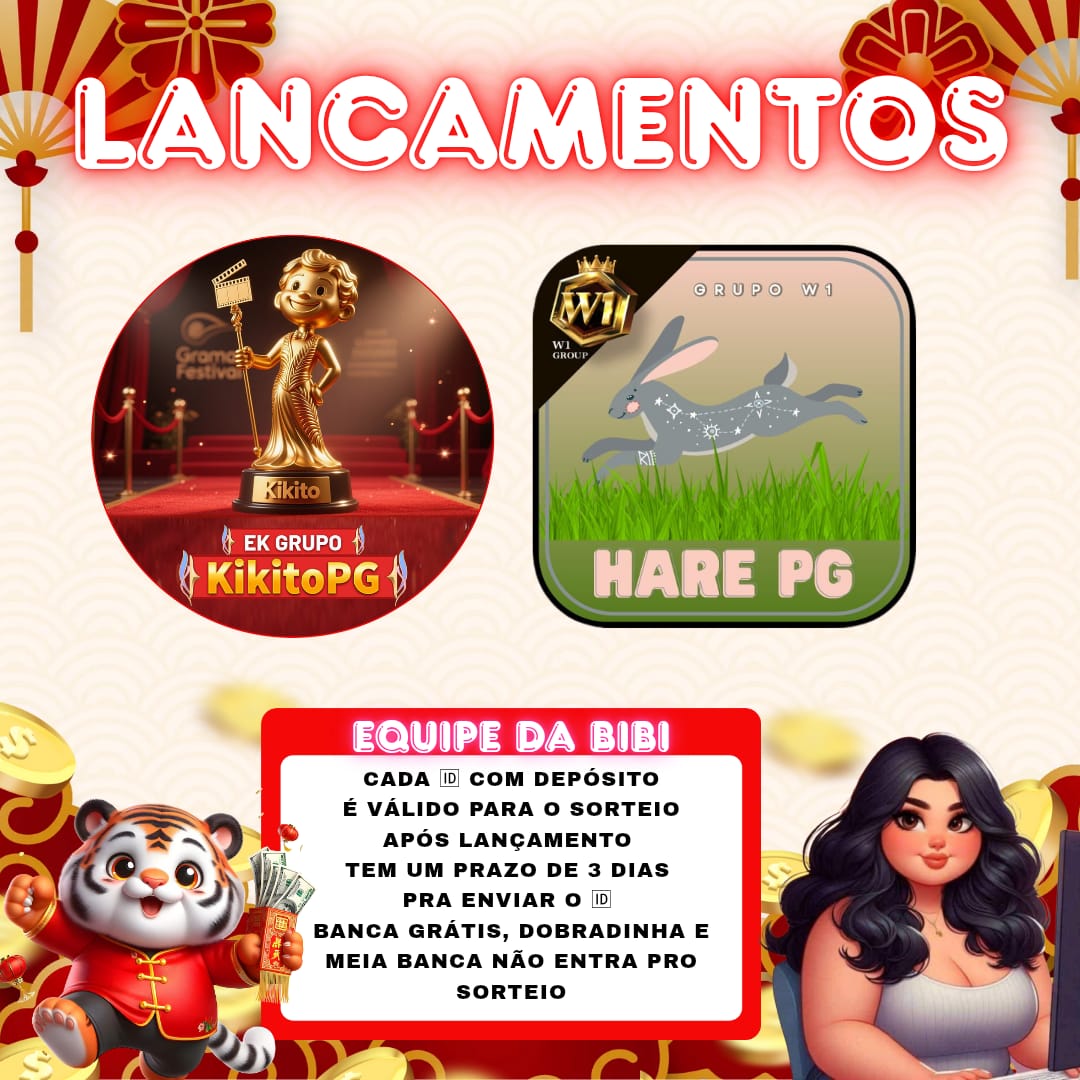 LANCAMENTOS
Kikito
EK GRUPO
KikitoPG
W1
W1
GROUP
GRUPO W1
HARE PG
EQUIPE DA BIBI
CADA 🆔 COM DEPÓSITO
É VÁLIDO PARA O SORTEIO
APÓS LANÇAMENTO
TEM UM PRAZO DE 3 DIAS
PRA ENVIAR O 🆔
BANCA GRÁTIS, DOBRADINHA E
MEIA BANCA NÃO ENTRA PRO
SORTEIO